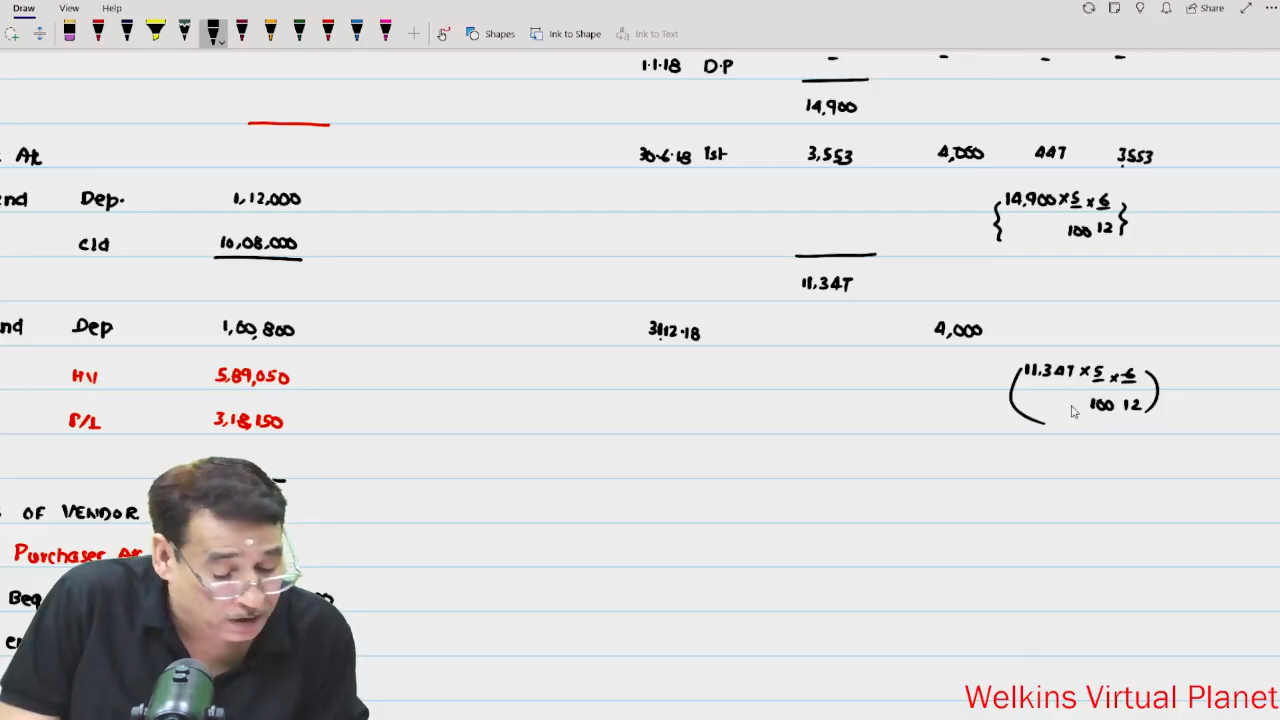 Draw View Help Share
Shapes Ink to Shape Ink to Text
1.1.18 D.P - - - -
14,900
At 30.6.18 1st 3,553 4,000 447 3553
Dep. 1,12,000 {14,900 × 5 × 6}
100 12
cld 10,08,000
11,347
Dep 1,00,800 31.12.18 4,000
HV 5,89,050 (11,347 × 5 × 6)
100 12
P/L 3,18,150
OF VENDOR
Purchaser
Welkins Virtual Planet